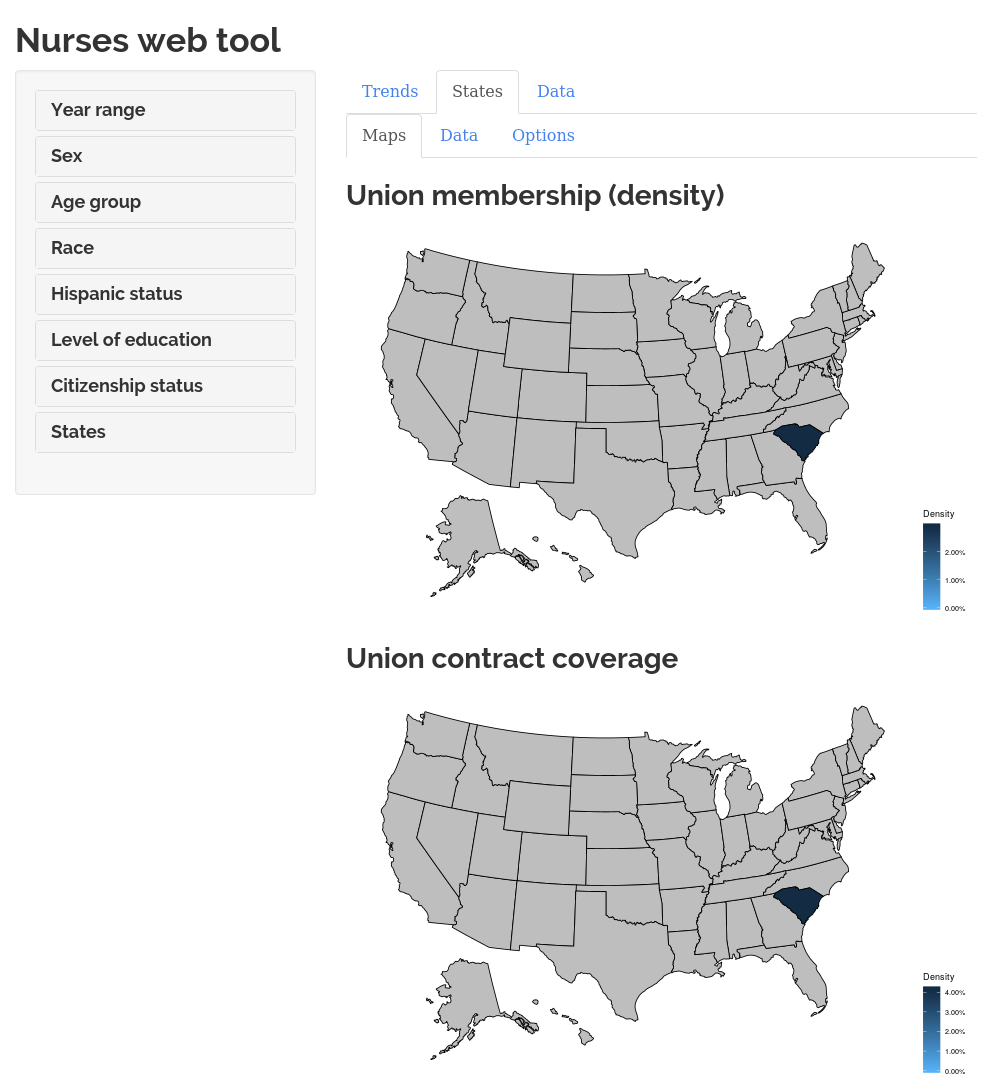 Nurses web tool
Year range
Sex
Age group
Race
Hispanic status
Level of education
Citizenship status
States
Trends States Data
Maps Data Options
Union membership (density)
Density
2.00%
1.00%
0.00%
Union contract coverage
Density
4.00%
3.00%
2.00%
1.00%
0.00%